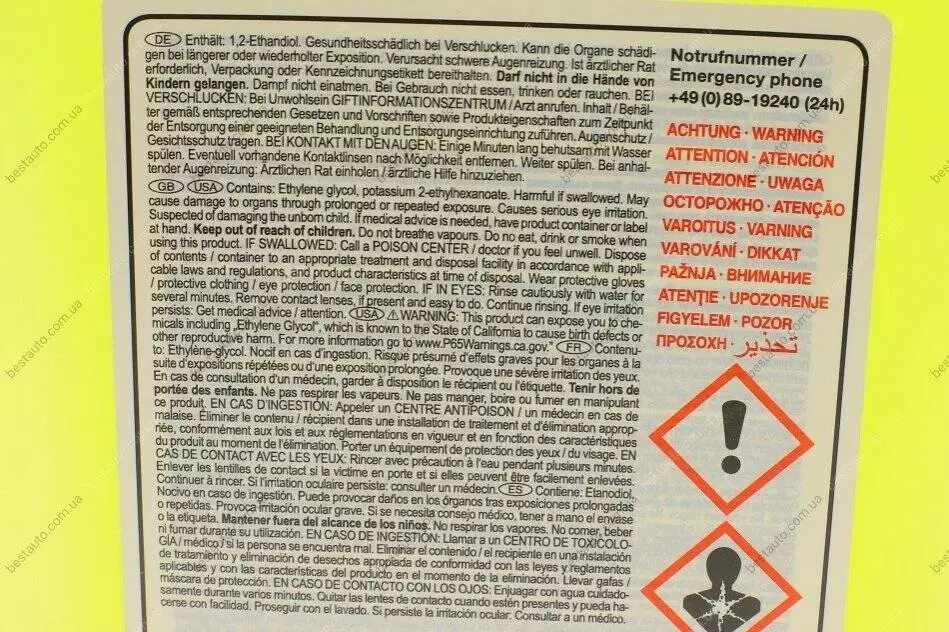 DE Enthält: 1,2-Ethandiol. Gesundheitsschädlich bei Verschlucken. Kann die Organe schädi-
gen bei längerer oder wiederholter Exposition. Verursacht schwere Augenreizung. Ist ärztlicher Rat
erforderlich, Verpackung oder Kennzeichnungsetikett bereithalten. Darf nicht in die Hände von
Kindern gelangen. Dampf nicht einatmen. Bei Gebrauch nicht essen, trinken oder rauchen. BEI
VERSCHLUCKEN: Bei Unwohlsein GIFTINFORMATIONSZENTRUM / Arzt anrufen. Inhalt / Behäl-
ter gemäß entsprechenden Gesetzen und Vorschriften sowie Produkteigenschaften zum Zeitpunkt
der Entsorgung einer geeigneten Behandlung und Entsorgungseinrichtung zuführen. Augenschutz /
Gesichtsschutz tragen. BEI KONTAKT MIT DEN AUGEN: Einige Minuten lang behutsam mit Wasser
spülen. Eventuell vorhandene Kontaktlinsen nach Möglichkeit entfernen. Weiter spülen. Bei anhal-
tender Augenreizung: Ärztlichen Rat einholen / ärztliche Hilfe hinzuziehen.
GB USA Contains: Ethylene glycol, potassium 2-ethylhexanoate. Harmful if swallowed. May
cause damage to organs through prolonged or repeated exposure. Causes serious eye irritation.
Suspected of damaging the unborn child. If medical advice is needed, have product container or label
at hand. Keep out of reach of children. Do not breathe vapours. Do no eat, drink or smoke when
using this product. IF SWALLOWED: Call a POISON CENTER / doctor if you feel unwell. Dispose
of contents / container to an appropriate treatment and disposal facility in accordance with appli-
cable laws and regulations, and product characteristics at time of disposal. Wear protective gloves
/ protective clothing / eye protection / face protection. IF IN EYES: Rinse cautiously with water for
several minutes. Remove contact lenses, if present and easy to do. Continue rinsing. If eye irritation
persists: Get medical advice / attention. USA ⚠WARNING: This product can expose you to che-
micals including „Ethylene Glycol“, which is known to the State of California to cause birth defects or
other reproductive harm. For more information go to www.P65Warnings.ca.gov.“ FR Contenu-
to: Ethylène-glycol. Nocif en cas d'ingestion. Risque présumé d'effets graves pour les organes à la
suite d'expositions répétées ou d'une exposition prolongée. Provoque une sévère irritation des yeux.
En cas de consultation d'un médecin, garder à disposition le récipient ou l'étiquette. Tenir hors de
portée des enfants. Ne pas respirer les vapeurs. Ne pas manger, boire ou fumer en manipulant
ce produit. EN CAS D'INGESTION: Appeler un CENTRE ANTIPOISON / un médecin en cas de
malaise. Éliminer le contenu / récipient dans une installation de traitement et d'élimination approp-
riée, conformément aux lois et aux réglementations en vigueur et en fonction des caractéristiques
du produit au moment de l'élimination. Porter un équipement de protection des yeux / du visage. EN
CAS DE CONTACT AVEC LES YEUX: Rincer avec précaution à l'eau pendant plusieurs minutes.
Enlever les lentilles de contact si la victime en porte et si elles peuvent être facilement enlevées.
Continuer à rincer. Si l'irritation oculaire persiste: consulter un médecin. ES Contiene: Etanodiol,
Nocivo en caso de ingestión. Puede provocar daños en los órganos tras exposiciones prolongadas
o repetidas. Provoca irritación ocular grave. Si se necesita consejo médico, tener a mano el envase
o la etiqueta. Mantener fuera del alcance de los niños. No respirar los vapores. No comer, beber
ni fumar durante su utilización. EN CASO DE INGESTIÓN: Llamar a un CENTRO DE TOXICOLO-
GÍA / médico / si la persona se encuentra mal. Eliminar el contenido / el recipiente en una instalación
de tratamiento y eliminación de desechos apropiada de conformidad con las leyes y reglamentos
aplicables y con las características del producto en el momento de la eliminación. Llevar gafas /
máscara de protección. EN CASO DE CONTACTO CON LOS OJOS: Enjuagar con agua cuidado-
samente durante varios minutos. Quitar las lentes de contacto cuando estén presentes y pueda ha-
cerse con facilidad. Proseguir con el lavado. Si persiste la irritación ocular: Consultar a un médico.
Notrufnummer /
Emergency phone
+49 (0) 89-19240 (24h)
ACHTUNG · WARNING
ATTENTION · ATENCIÓN
ATTENZIONE · UWAGA
ОСТОРОЖНО · ATENÇÃO
VAROITUS · VARNING
VAROVÁNÍ · DIKKAT
PAŽNJA · ВНИМАНИЕ
ATENŢIE · UPOZORENJE
FIGYELEM · POZOR
ΠΡΟΣΟΧΗ · تحذير
bestauto.com.ua
bestauto.com.ua
bestauto.com.ua
bestauto.com.ua
bestauto.com.ua
bestauto.com.ua